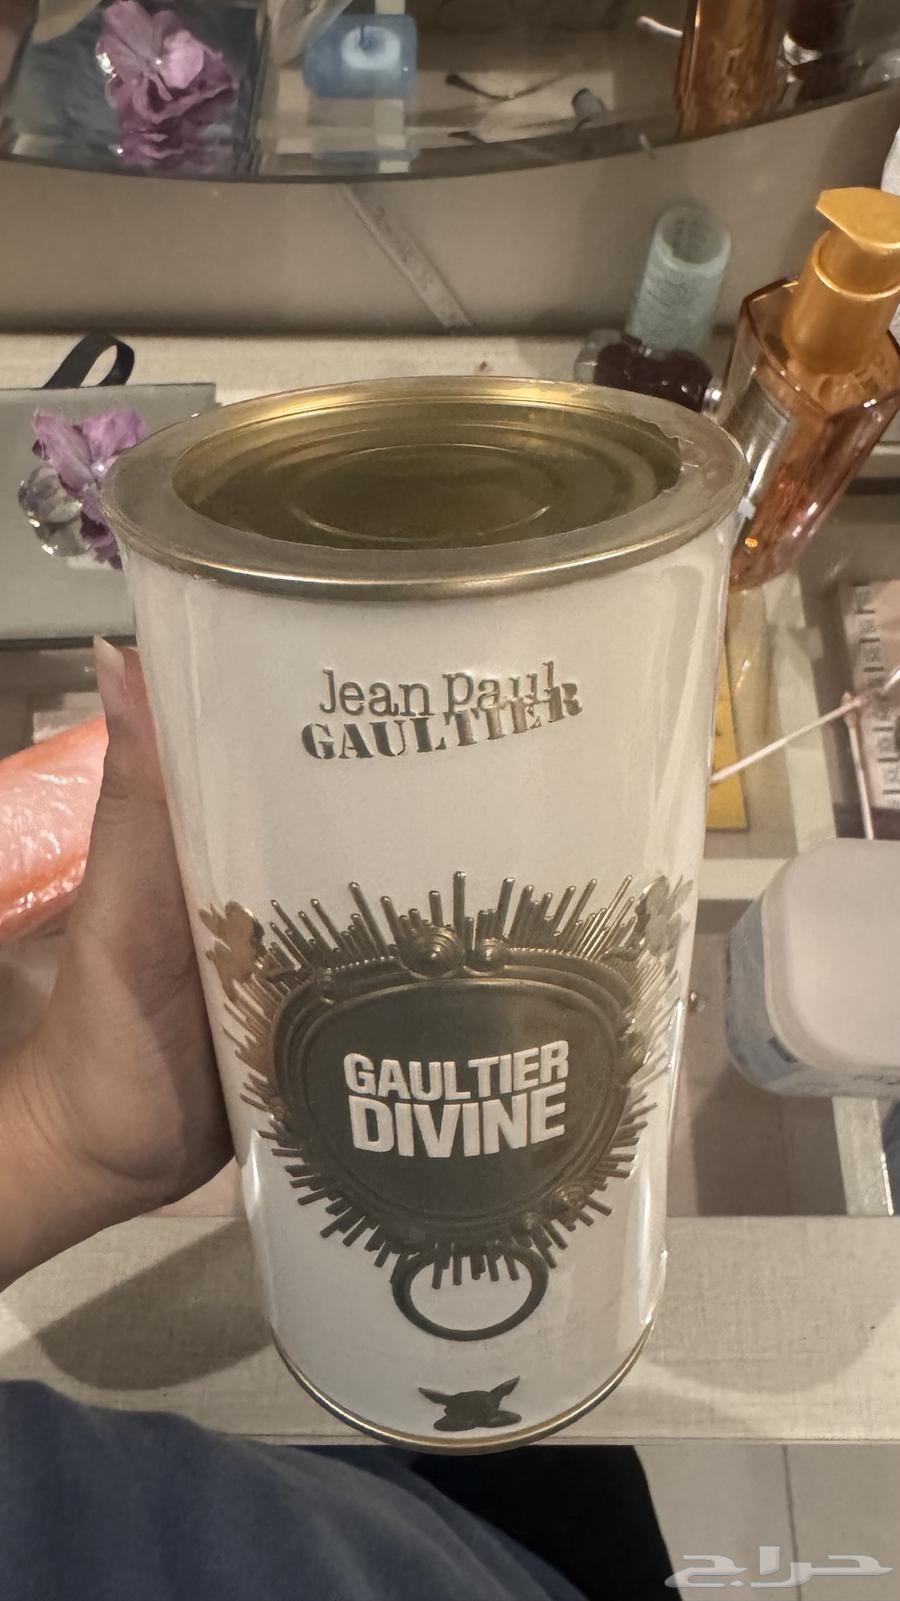 Jean Paul
GAULTIER
GAULTIER
DIVINE
حراج